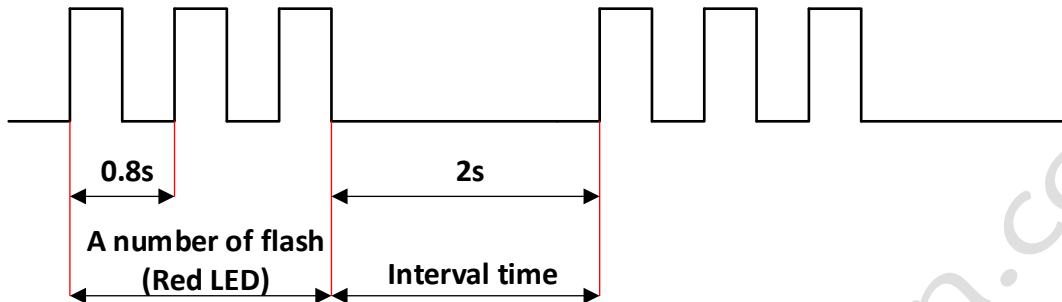 0.8s
2s
A number of flash
(Red LED)
Interval time